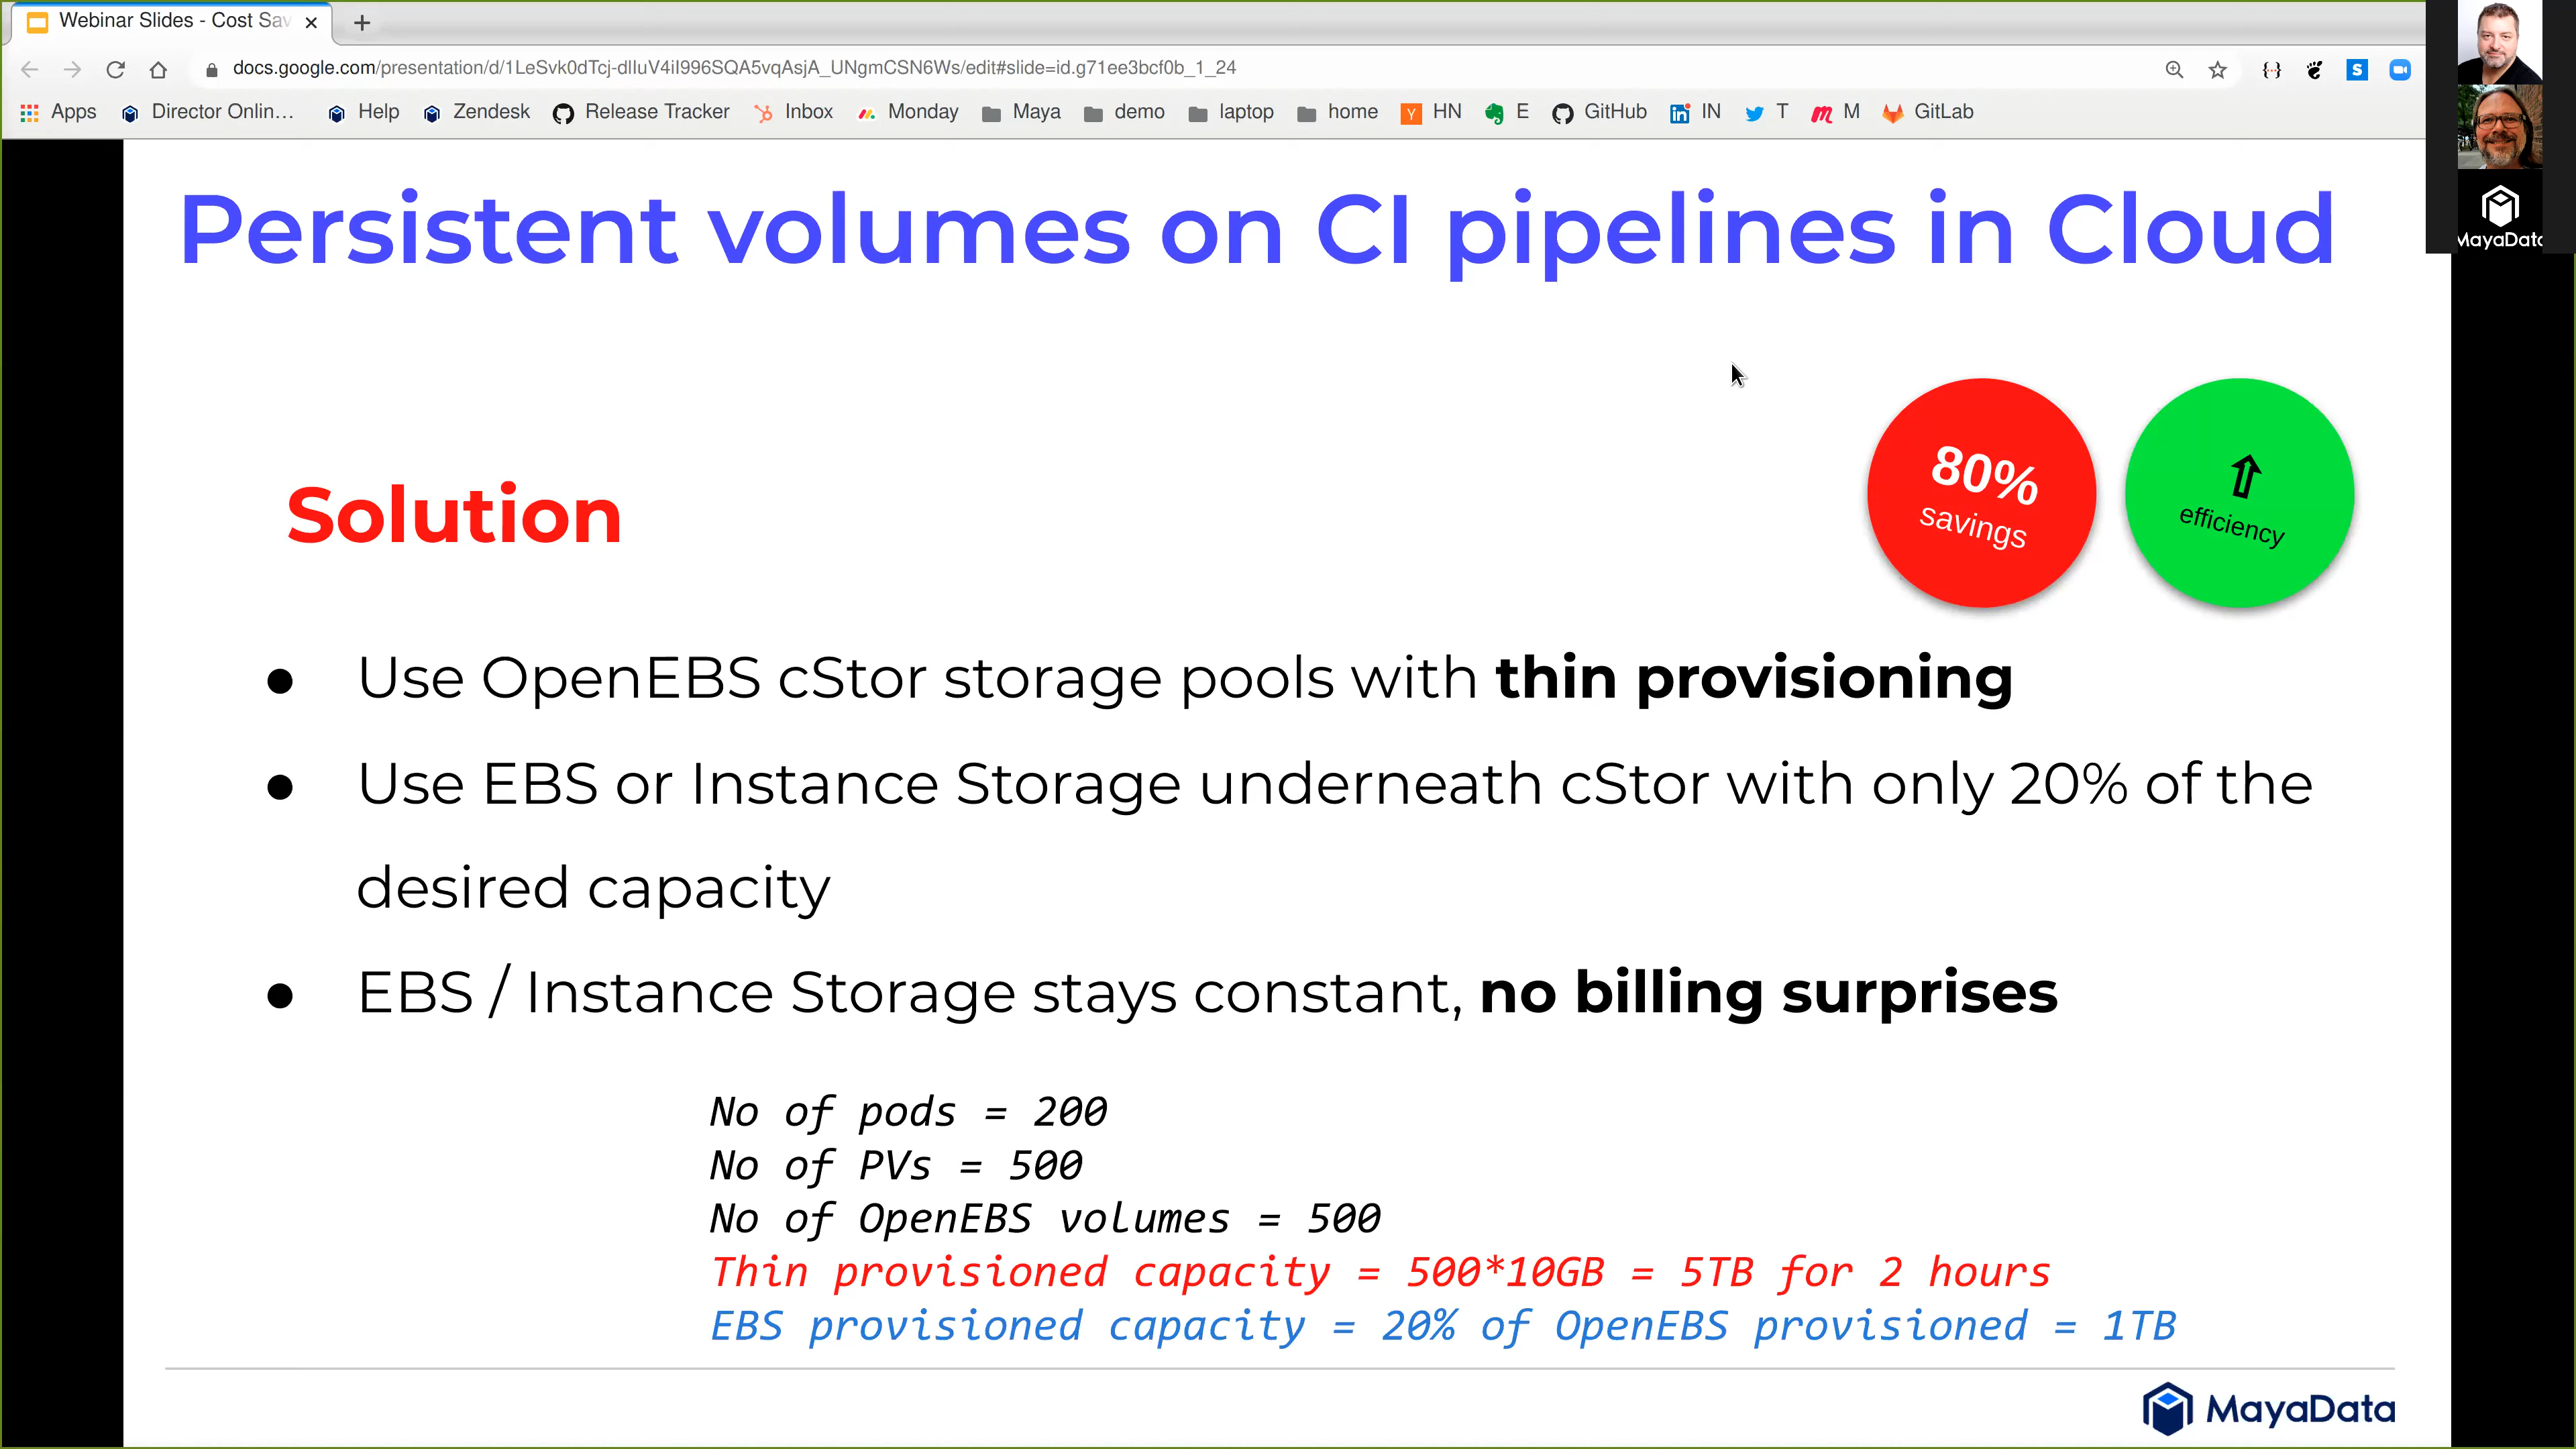 Webinar Slides - Cost Sav
docs.google.com/presentation/d/1LeSvk0dTcj-dlIuV4iI996SQA5vqAsjA_UNgmCSN6Ws/edit#slide=id.g71ee3bcf0b_1_24
Apps Director Onlin... Help Zendesk Release Tracker Inbox Monday Maya demo laptop home HN E GitHub IN T M GitLab
MayaData
Persistent volumes on CI pipelines in Cloud
80%
savings
⇧
efficiency
Solution
● Use OpenEBS cStor storage pools with thin provisioning
● Use EBS or Instance Storage underneath cStor with only 20% of the
desired capacity
● EBS / Instance Storage stays constant, no billing surprises
No of pods = 200
No of PVs = 500
No of OpenEBS volumes = 500
Thin provisioned capacity = 500*10GB = 5TB for 2 hours
EBS provisioned capacity = 20% of OpenEBS provisioned = 1TB
MayaData